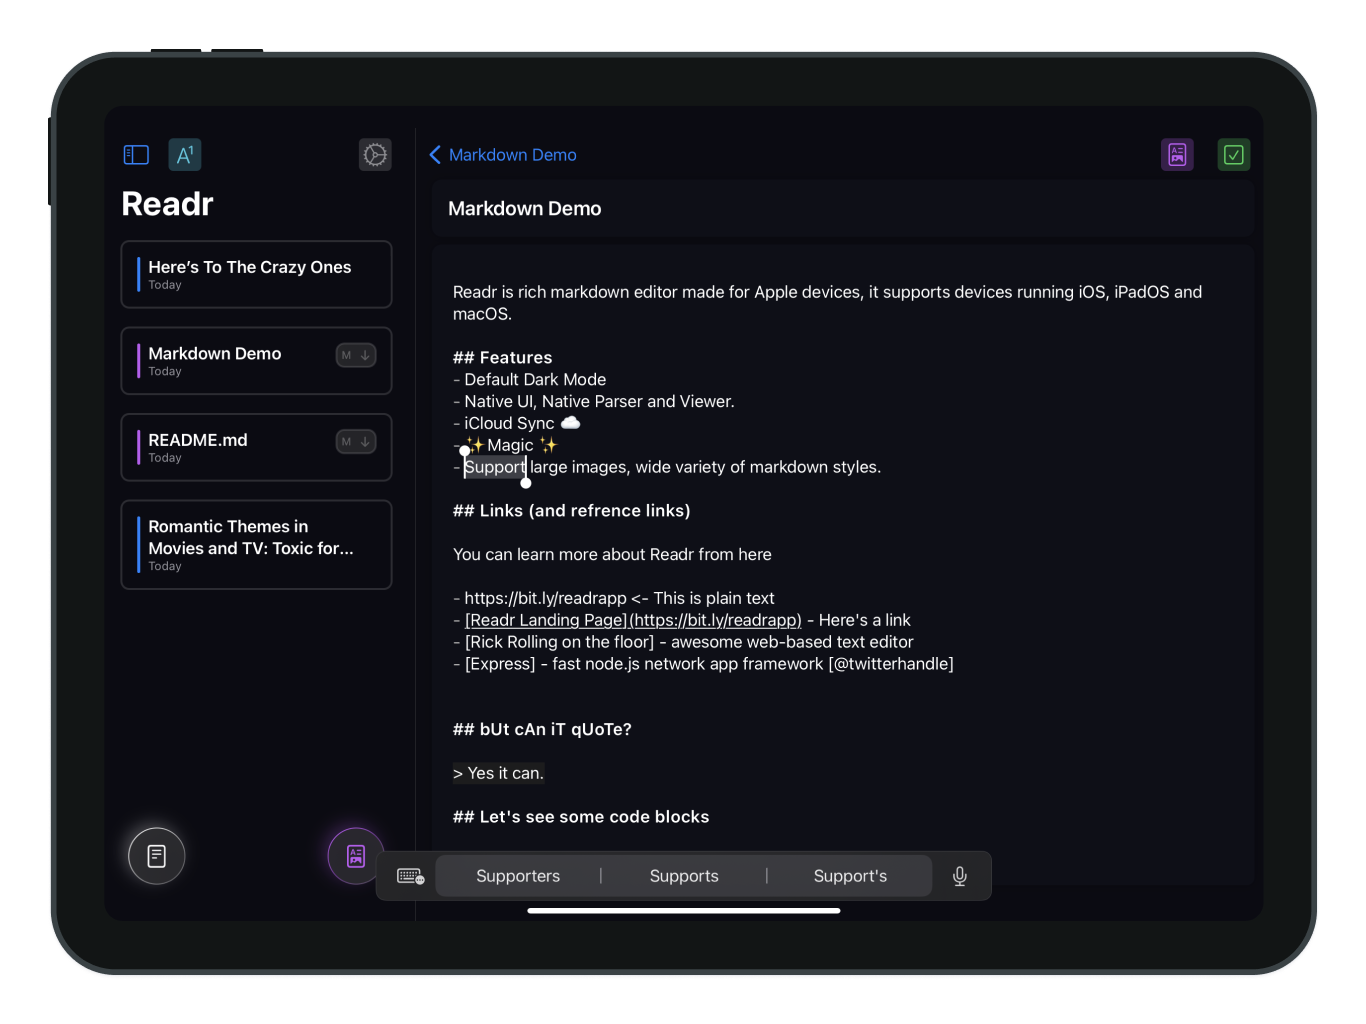 A¹
Readr
Here’s To The Crazy Ones
Today
Markdown Demo
Today
M ↓
README.md
Today
M ↓
Romantic Themes in
Movies and TV: Toxic for...
Today
Markdown Demo
Markdown Demo
Readr is rich markdown editor made for Apple devices, it supports devices running iOS, iPadOS and
macOS.
## Features
- Default Dark Mode
- Native UI, Native Parser and Viewer.
- iCloud Sync ☁️
- ✨ Magic ✨
- Support large images, wide variety of markdown styles.
## Links (and refrence links)
You can learn more about Readr from here
- https://bit.ly/readrapp <- This is plain text
- [Readr Landing Page](https://bit.ly/readrapp) - Here's a link
- [Rick Rolling on the floor] - awesome web-based text editor
- [Express] - fast node.js network app framework [@twitterhandle]
## bUt cAn iT qUoTe?
> Yes it can.
## Let's see some code blocks
Supporters | Supports | Support's